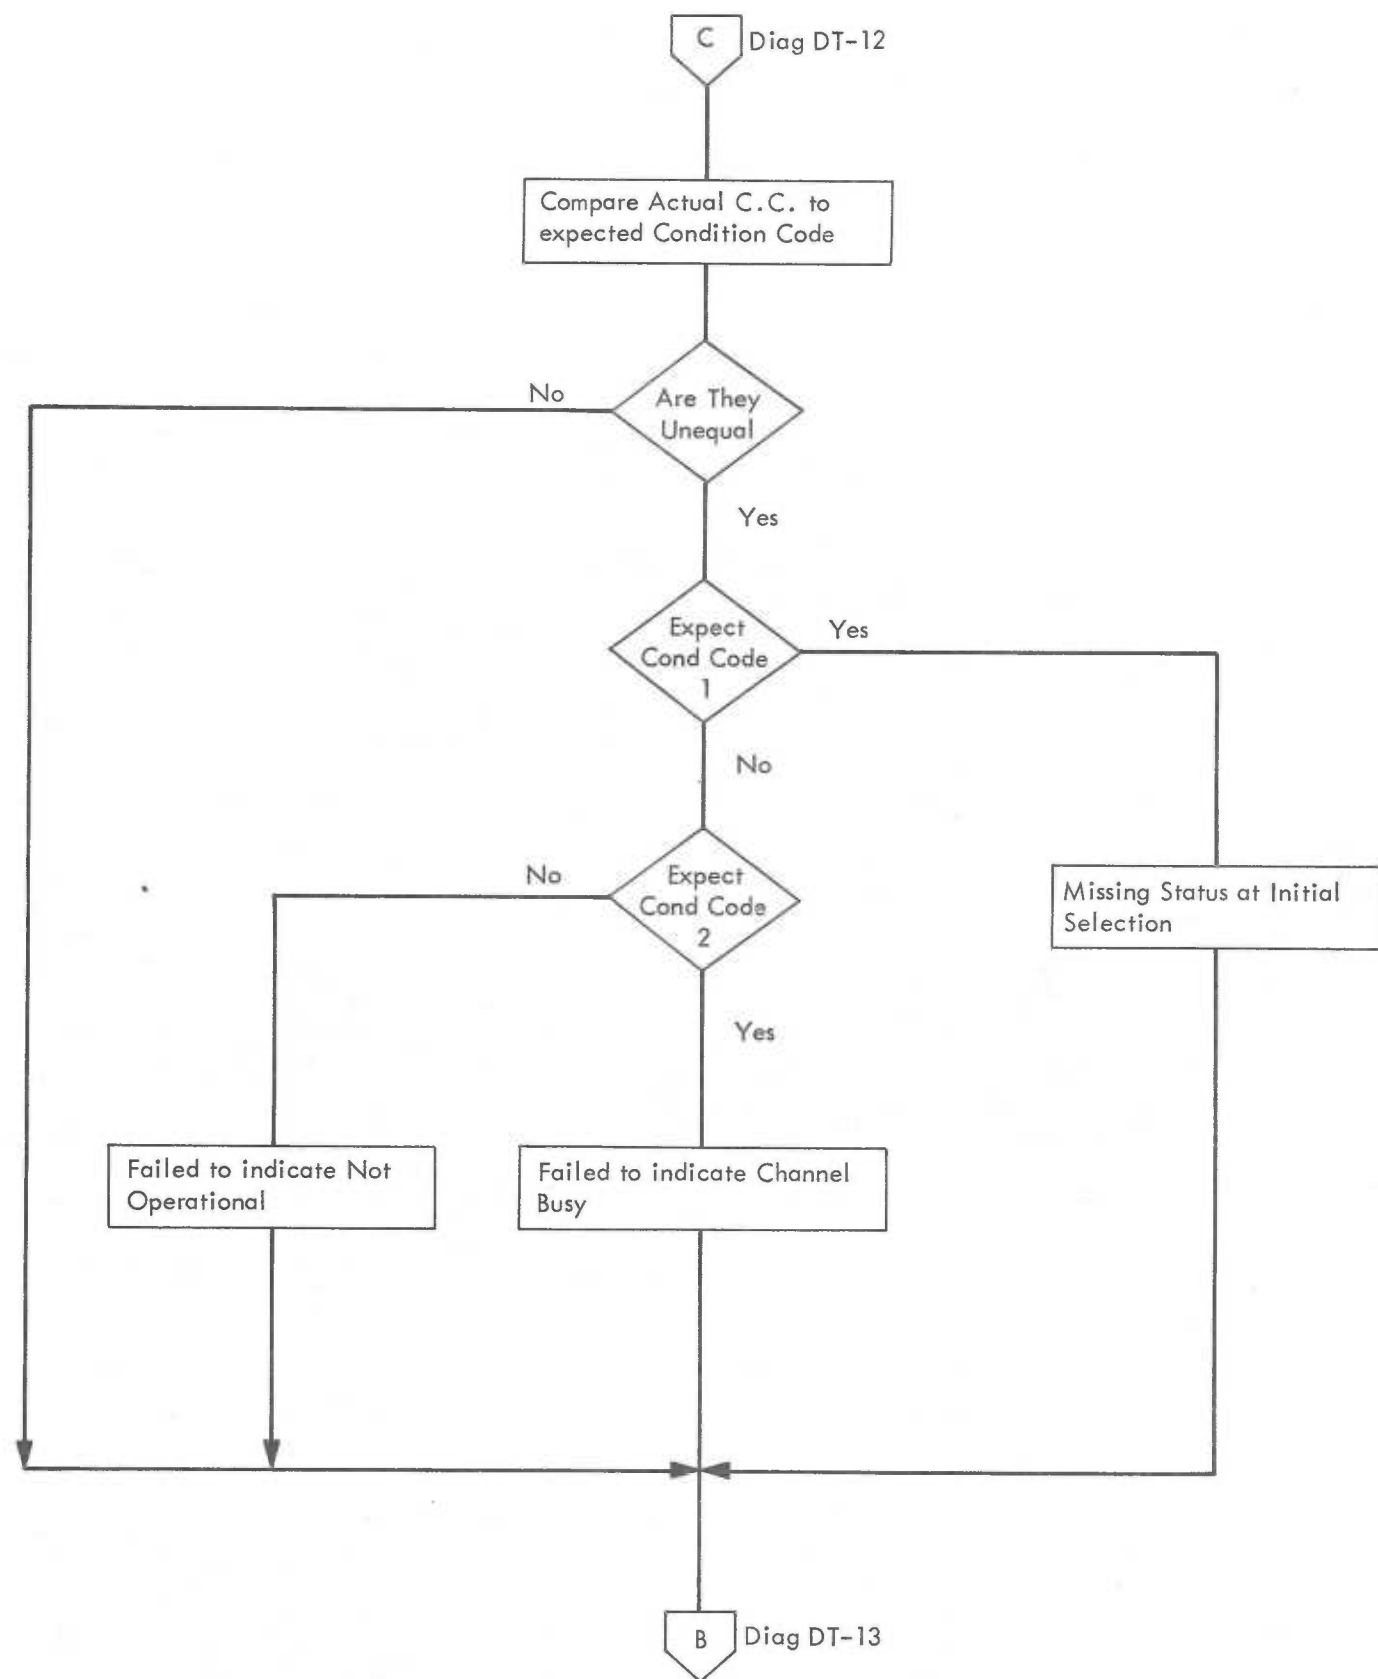 C
Diag DT-12
Compare Actual C.C. to
expected Condition Code
No
Are They
Unequal
Yes
Expect
Cond Code
1
Yes
No
No
Expect
Cond Code
2
Missing Status at Initial
Selection
Yes
Failed to indicate Not
Operational
Failed to indicate Channel
Busy
B
Diag DT-13